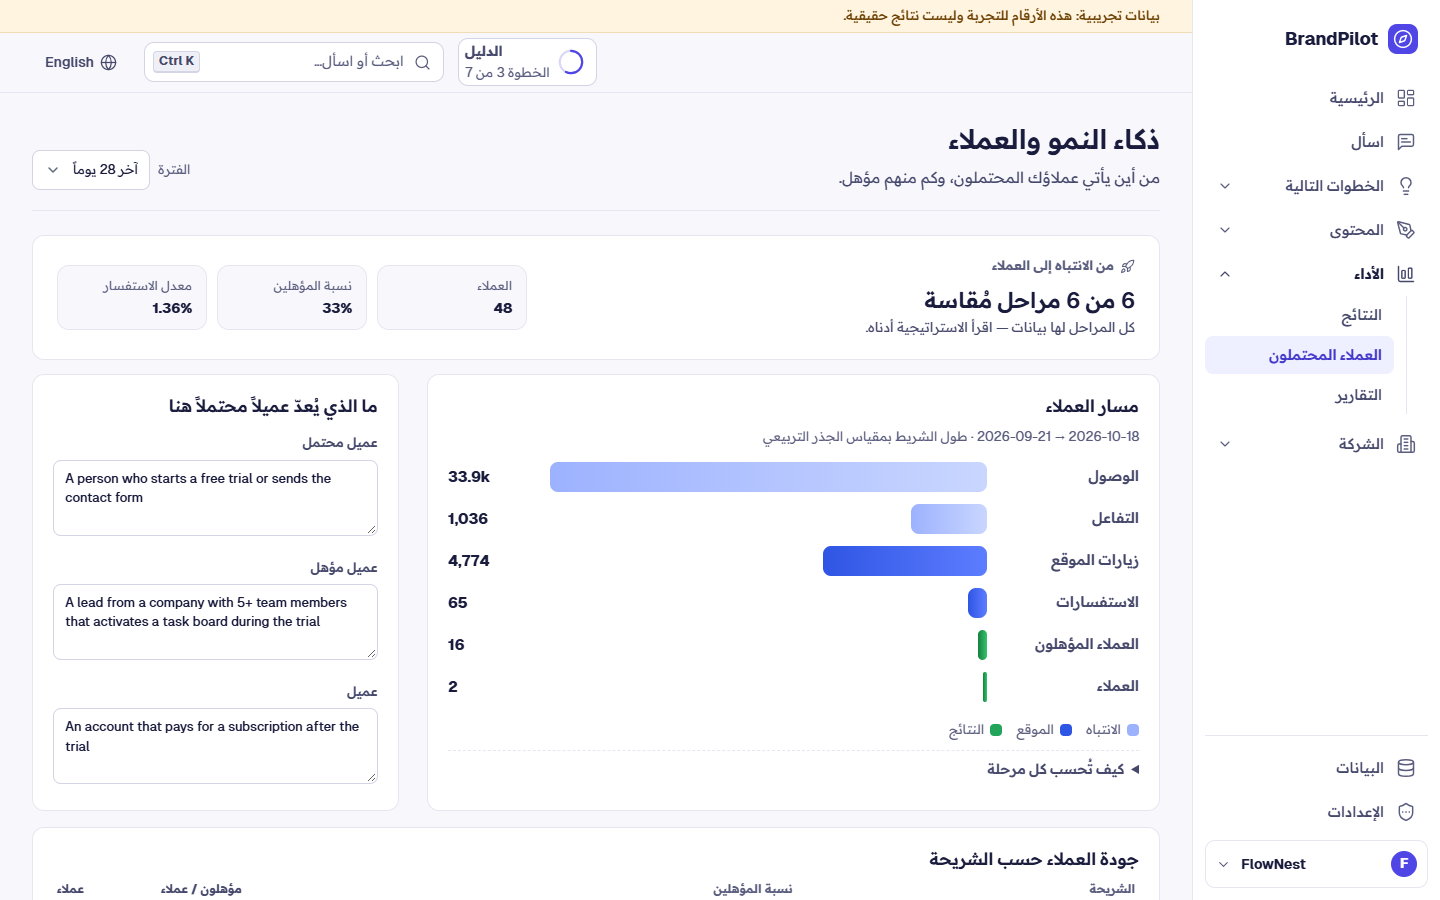 بيانات تجريبية: هذه الأرقام للتجربة وليست نتائج حقيقية.
BrandPilot
الرئيسية
اسأل
الخطوات التالية
المحتوى
الأداء
النتائج
العملاء المحتملون
التقارير
الشركة
البيانات
الإعدادات
F FlowNest
الدليل
الخطوة 3 من 7
ابحث أو اسأل...
Ctrl K
English
ذكاء النمو والعملاء
من أين يأتي عملاؤك المحتملون، وكم منهم مؤهل.
الفترة
آخر 28 يوماً
من الانتباه إلى العملاء
6 من 6 مراحل مُقاسة
كل المراحل لها بيانات — اقرأ الاستراتيجية أدناه.
العملاء
48
نسبة المؤهلين
33%
معدل الاستفسار
1.36%
مسار العملاء
2026-09-21 → 2026-10-18 · طول الشريط بمقياس الجذر التربيعي
الوصول 33.9k
التفاعل 1,036
زيارات الموقع 4,774
الاستفسارات 65
العملاء المؤهلون 16
العملاء 2
الانتباه الموقع النتائج
كيف تُحسب كل مرحلة
ما الذي يُعدّ عميلاً محتملاً هنا
عميل محتمل
A person who starts a free trial or sends the
contact form
عميل مؤهل
A lead from a company with 5+ team members
that activates a task board during the trial
عميل
An account that pays for a subscription after the
trial
جودة العملاء حسب الشريحة
الشريحة نسبة المؤهلين مؤهلون / عملاء عملاء